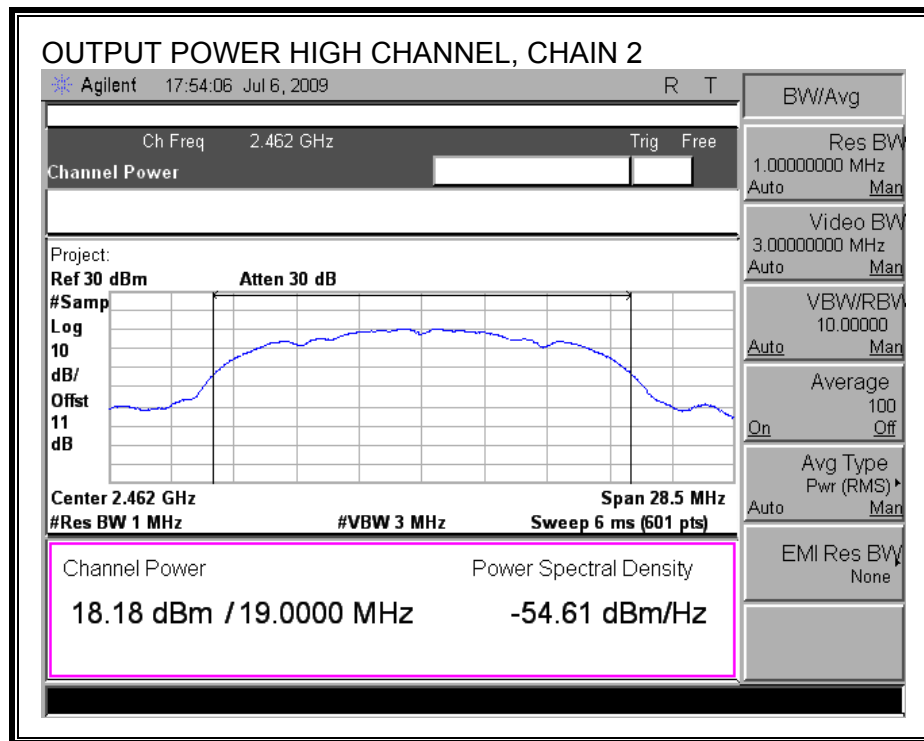 OUTPUT POWER HIGH CHANNEL, CHAIN 2
Agilent 17:54:06 Jul 6, 2009 R T
Ch Freq 2.462 GHz Trig Free
Channel Power
Project:
Ref 30 dBm Atten 30 dB
#Samp
Log
10
dB/
Offst
11
dB
Center 2.462 GHz Span 28.5 MHz
#Res BW 1 MHz #VBW 3 MHz Sweep 6 ms (601 pts)
Channel Power Power Spectral Density
18.18 dBm / 19.0000 MHz -54.61 dBm/Hz
BW/Avg
Res BW
1.00000000 MHz
Auto Man
Video BW
3.00000000 MHz
Auto Man
VBW/RBW
10.00000
Auto Man
Average
100
On Off
Avg Type
Pwr (RMS)
Auto Man
EMI Res BW
None